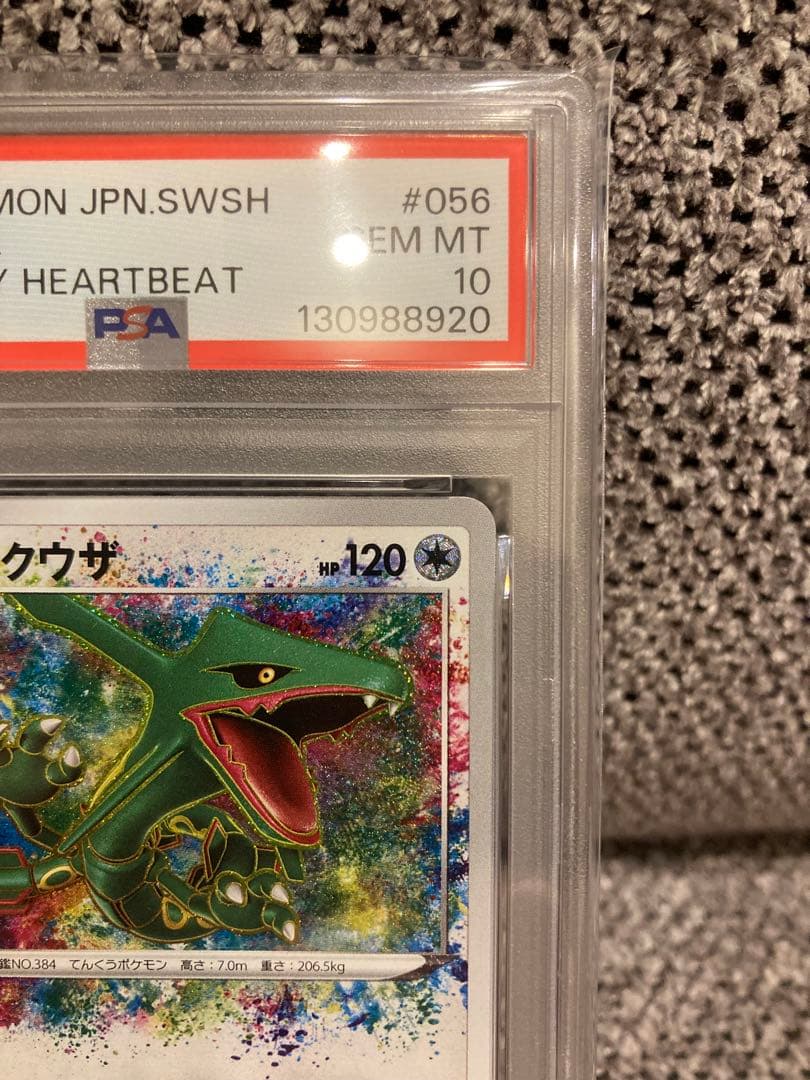 MON JPN.SWSH #056
EM MT
Y HEARTBEAT 10
PSA 130988920
クウザ HP 120
鑑NO.384 てんくうポケモン 高さ:7.0m 重さ:206.5kg